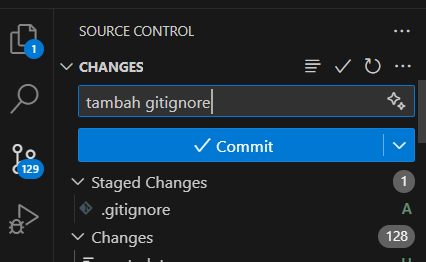 SOURCE CONTROL
1
CHANGES
tambah gitignore
Commit
129
Staged Changes 1
.gitignore A
Changes 128